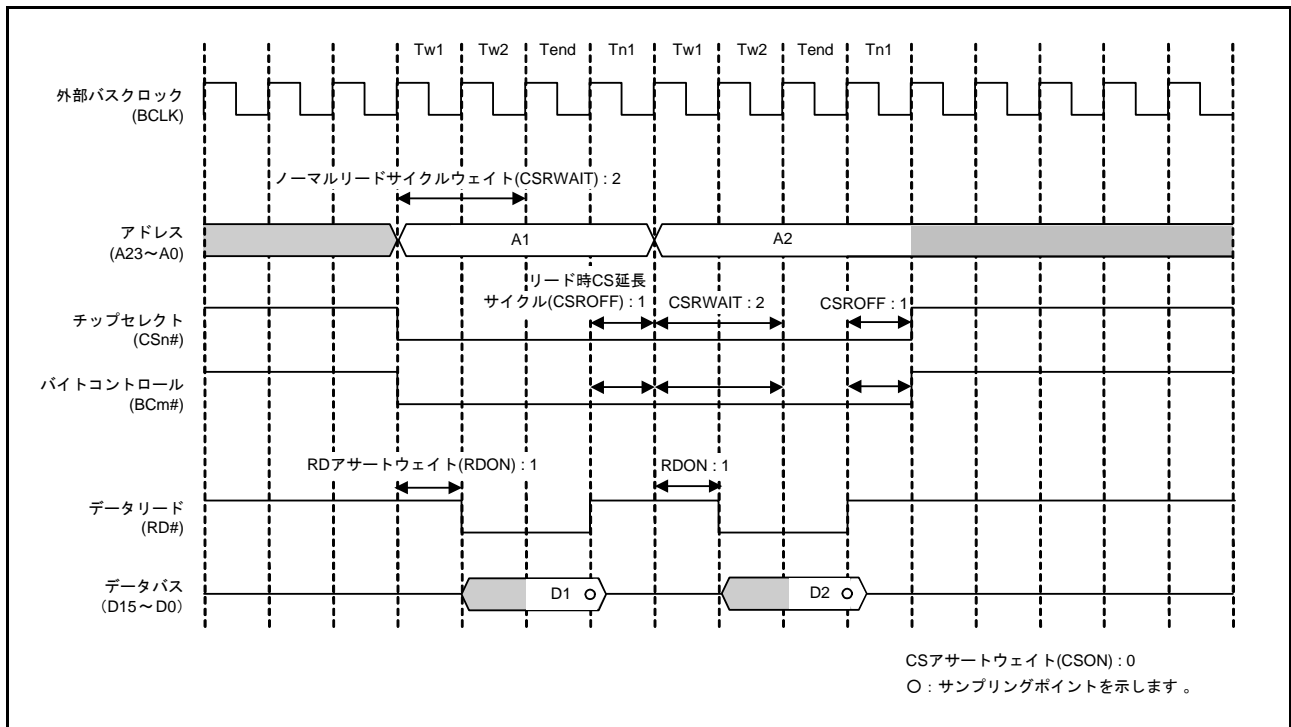 Tw1 Tw2 Tend Tn1 Tw1 Tw2 Tend Tn1
外部バスクロック
(BCLK)
ノーマルリードサイクルウェイト(CSRWAIT) : 2
アドレス
(A23～A0)
A1
A2
リード時CS延長
サイクル(CSROFF) : 1
CSRWAIT : 2
CSROFF : 1
チップセレクト
(CSn#)
バイトコントロール
(BCm#)
RDアサートウェイト(RDON) : 1
RDON : 1
データリード
(RD#)
データバス
（D15～D0）
D1
D2
CSアサートウェイト(CSON) : 0
○ : サンプリングポイントを示します 。